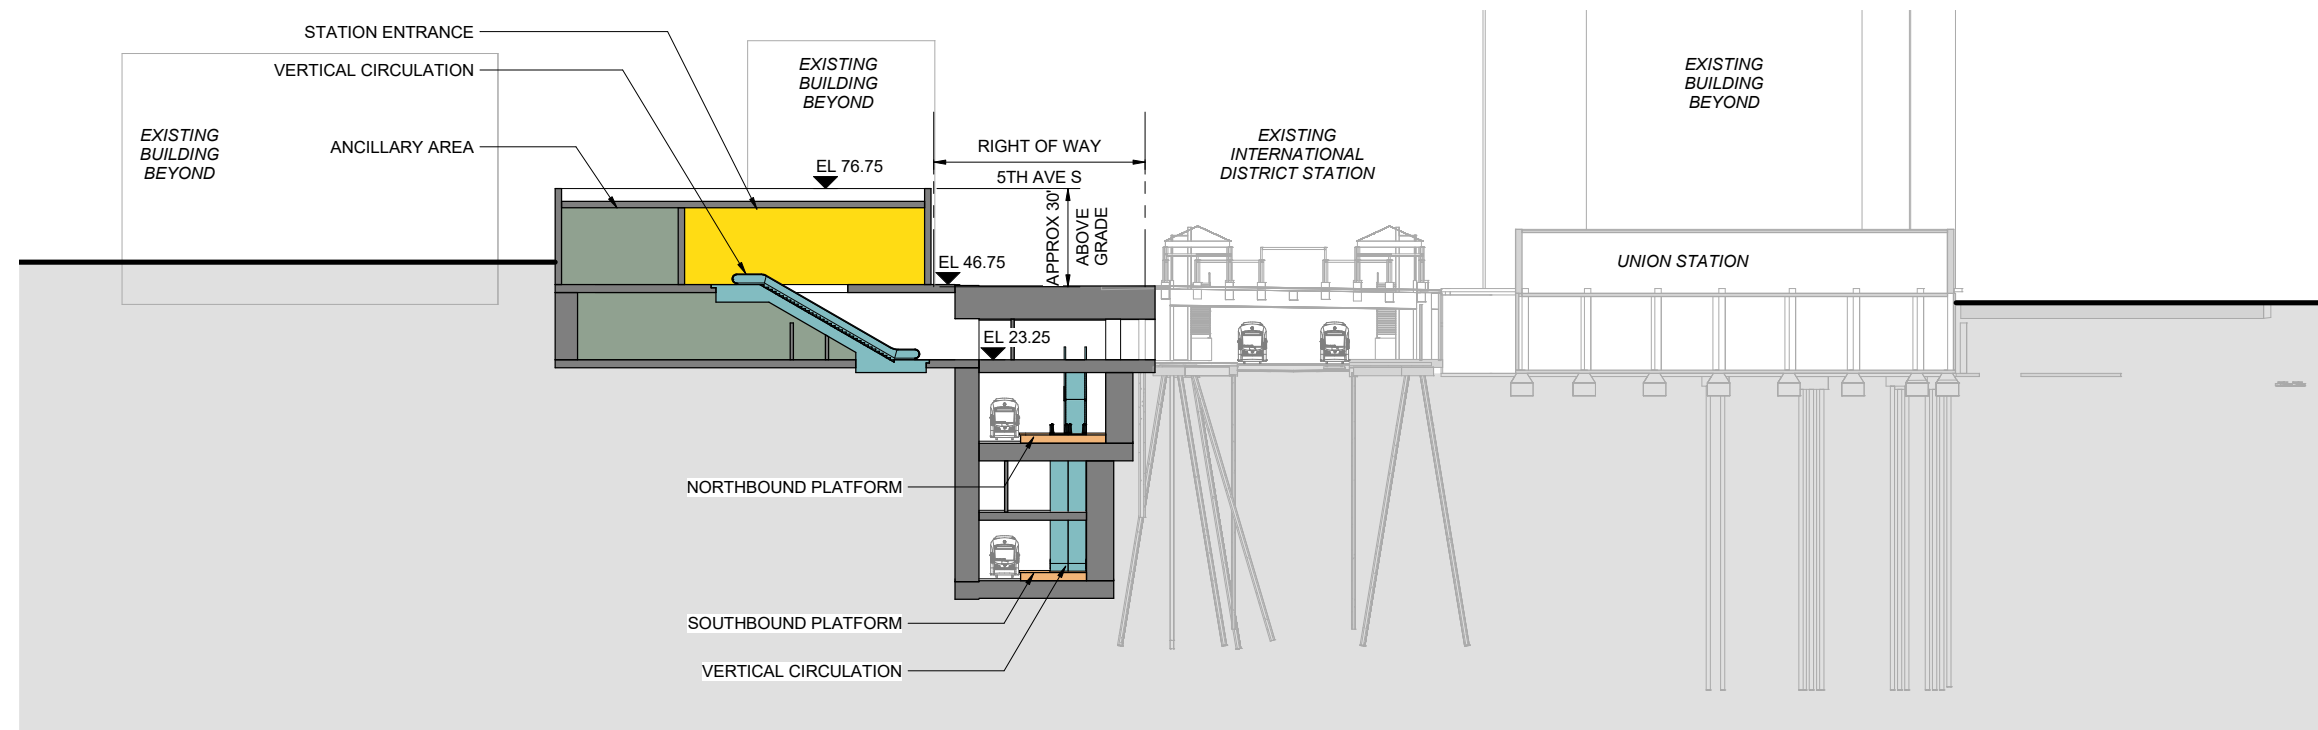 STATION ENTRANCE
VERTICAL CIRCULATION
ANCILLARY AREA
EXISTING
BUILDING
BEYOND
EXISTING
BUILDING
BEYOND
EL 76.75
RIGHT OF WAY
5TH AVE S
APPROX 30'
ABOVE
GRADE
EL 46.75
EL 23.25
EXISTING
INTERNATIONAL
DISTRICT STATION
EXISTING
BUILDING
BEYOND
UNION STATION
NORTHBOUND PLATFORM
SOUTHBOUND PLATFORM
VERTICAL CIRCULATION